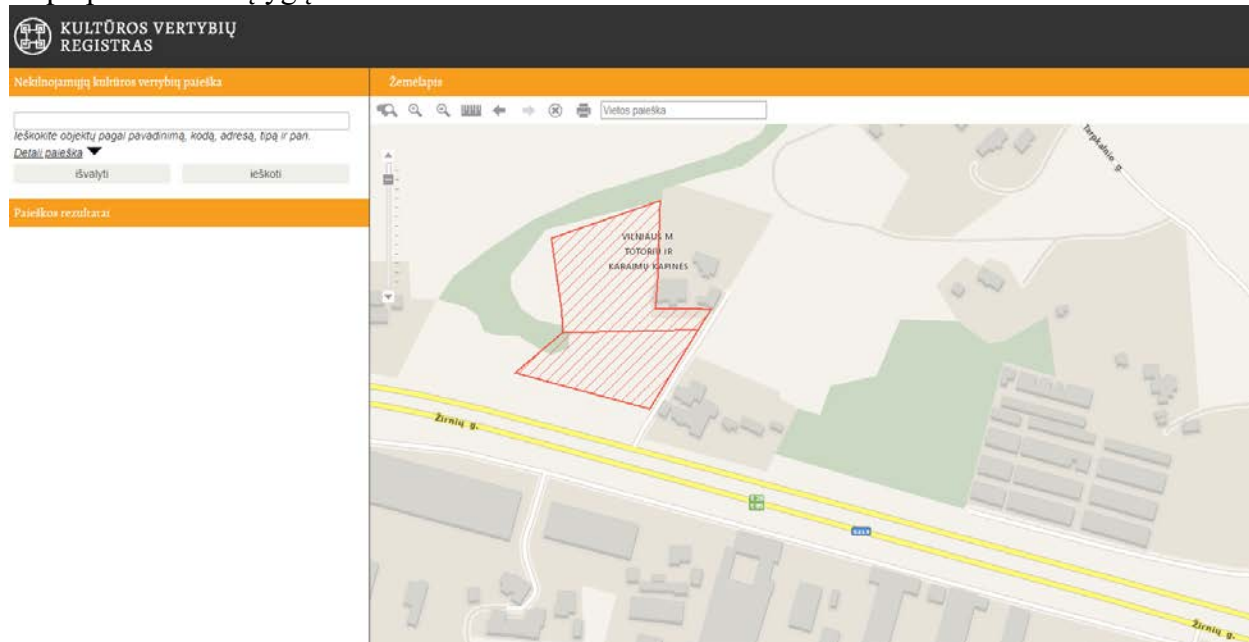 KULTŪROS VERTYBIŲ
REGISTRAS
Nekilnojamųjų kultūros vertybių paieška
Ieškokite objektų pagal pavadinimą, kodą, adresą, tipą ir pan.
Detali paieška
išvalyti
ieškoti
Paieškos rezultatai
Žemėlapis
Vietos paieška
Tarpkalnio g.
VILNIAUS M
TOTORIŲ IR
KARAIMŲ KAPINĖS
Žirnių g.
Žirnių g.